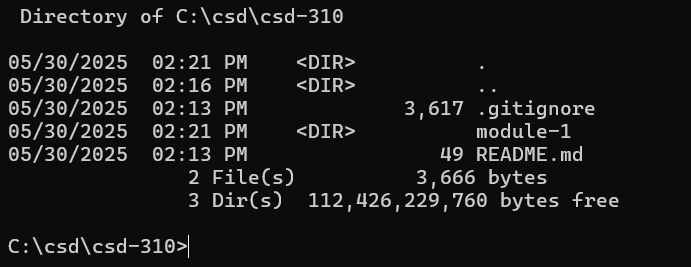 Directory of C:\csd\csd-310
05/30/2025  02:21 PM    <DIR>          .
05/30/2025  02:16 PM    <DIR>          ..
05/30/2025  02:13 PM             3,617 .gitignore
05/30/2025  02:21 PM    <DIR>          module-1
05/30/2025  02:13 PM                49 README.md
               2 File(s)          3,666 bytes
               3 Dir(s)  112,426,229,760 bytes free
C:\csd\csd-310>